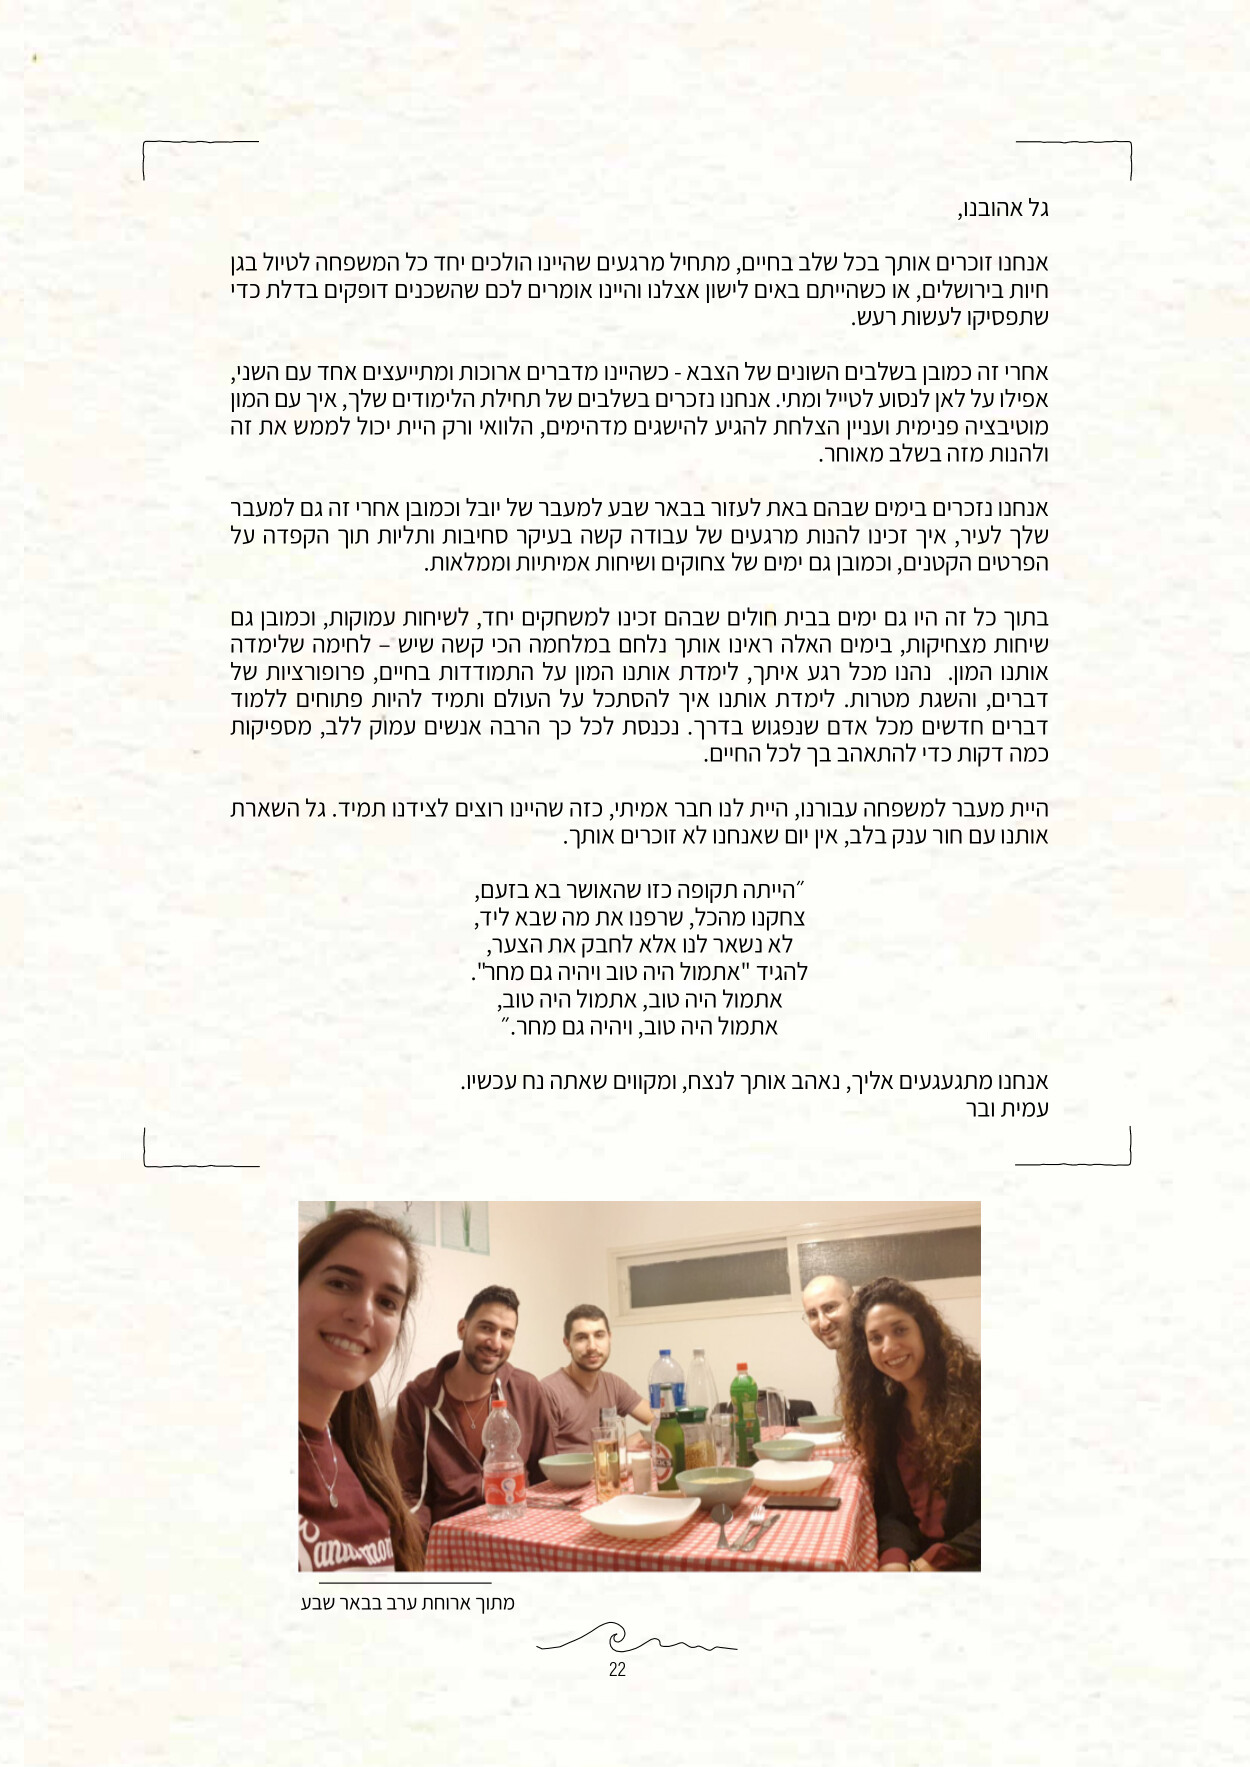 גל אהובנו,
אנחנו זוכרים אותך בכל שלב בחיים, מתחיל מרגעים שהיינו הולכים יחד כל המשפחה לטיול בגן
חיות בירושלים, או כשהייתם באים לישון אצלנו והיינו אומרים לכם שהשכנים דופקים בדלת כדי
שתפסיקו לעשות רעש.
אחרי זה כמובן בשלבים השונים של הצבא - כשהיינו מדברים ארוכות ומתייעצים אחד עם השני,
אפילו על לאן לנסוע לטייל ומתי. אנחנו נזכרים בשלבים של תחילת הלימודים שלך, איך עם המון
מוטיבציה פנימית ועניין הצלחת להגיע להישגים מדהימים, הלוואי ורק היית יכול לממש את זה
ולהנות מזה בשלב מאוחר.
אנחנו נזכרים בימים שבהם באת לעזור בבאר שבע למעבר של יובל וכמובן אחרי זה גם למעבר
שלך לעיר, איך זכינו להנות מרגעים של עבודה קשה בעיקר סחיבות ותליות תוך הקפדה על
הפרטים הקטנים, וכמובן גם ימים של צחוקים ושיחות אמיתיות וממלאות.
בתוך כל זה היו גם ימים בבית חולים שבהם זכינו למשחקים יחד, לשיחות עמוקות, וכמובן גם
שיחות מצחיקות, בימים האלה ראינו אותך נלחם במלחמה הכי קשה שיש – לחימה שלימדה
אותנו המון. נהנו מכל רגע איתך, לימדת אותנו המון על התמודדות בחיים, פרופורציות של
דברים, והשגת מטרות. לימדת אותנו איך להסתכל על העולם ותמיד להיות פתוחים ללמוד
דברים חדשים מכל אדם שנפגוש בדרך. נכנסת לכל כך הרבה אנשים עמוק ללב, מספיקות
כמה דקות כדי להתאהב בך לכל החיים.
היית מעבר למשפחה עבורנו, היית לנו חבר אמיתי, כזה שהיינו רוצים לצידנו תמיד. גל השארת
אותנו עם חור ענק בלב, אין יום שאנחנו לא זוכרים אותך.
״הייתה תקופה כזו שהאושר בא בזעם,
צחקנו מהכל, שרפנו את מה שבא ליד,
לא נשאר לנו אלא לחבק את הצער,
להגיד "אתמול היה טוב ויהיה גם מחר".
אתמול היה טוב, אתמול היה טוב,
אתמול היה טוב, ויהיה גם מחר.״
אנחנו מתגעגעים אליך, נאהב אותך לנצח, ומקווים שאתה נח עכשיו.
עמית ובר
מתוך ארוחת ערב בבאר שבע
22